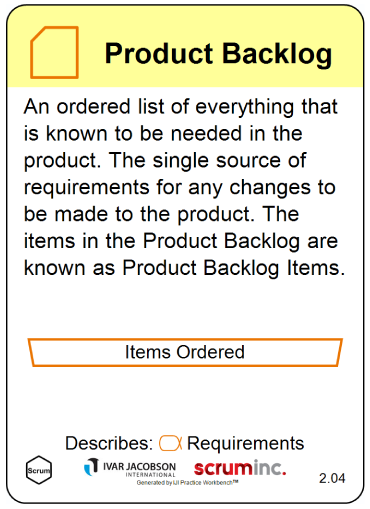 Product Backlog
An ordered list of everything that
is known to be needed in the
product. The single source of
requirements for any changes to
be made to the product. The
items in the Product Backlog are
known as Product Backlog Items.
Items Ordered
Describes: Requirements
Scrum
IVAR JACOBSON
INTERNATIONAL
scruminc.
Generated by IJI Practice Workbench™
2.04